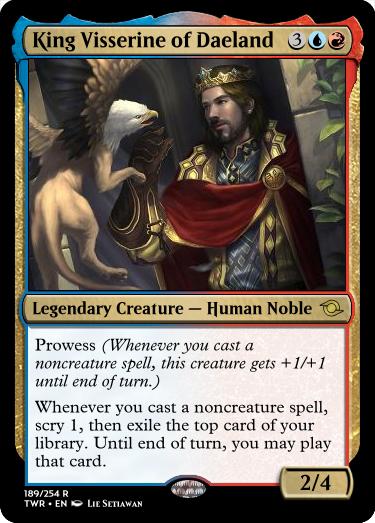 King Visserine of Daeland 3
Legendary Creature — Human Noble
Prowess (Whenever you cast a
noncreature spell, this creature gets +1/+1
until end of turn.)
Whenever you cast a noncreature spell,
scry 1, then exile the top card of your
library. Until end of turn, you may play
that card.
2/4
189/254 R
TWR • EN Lie Setiawan